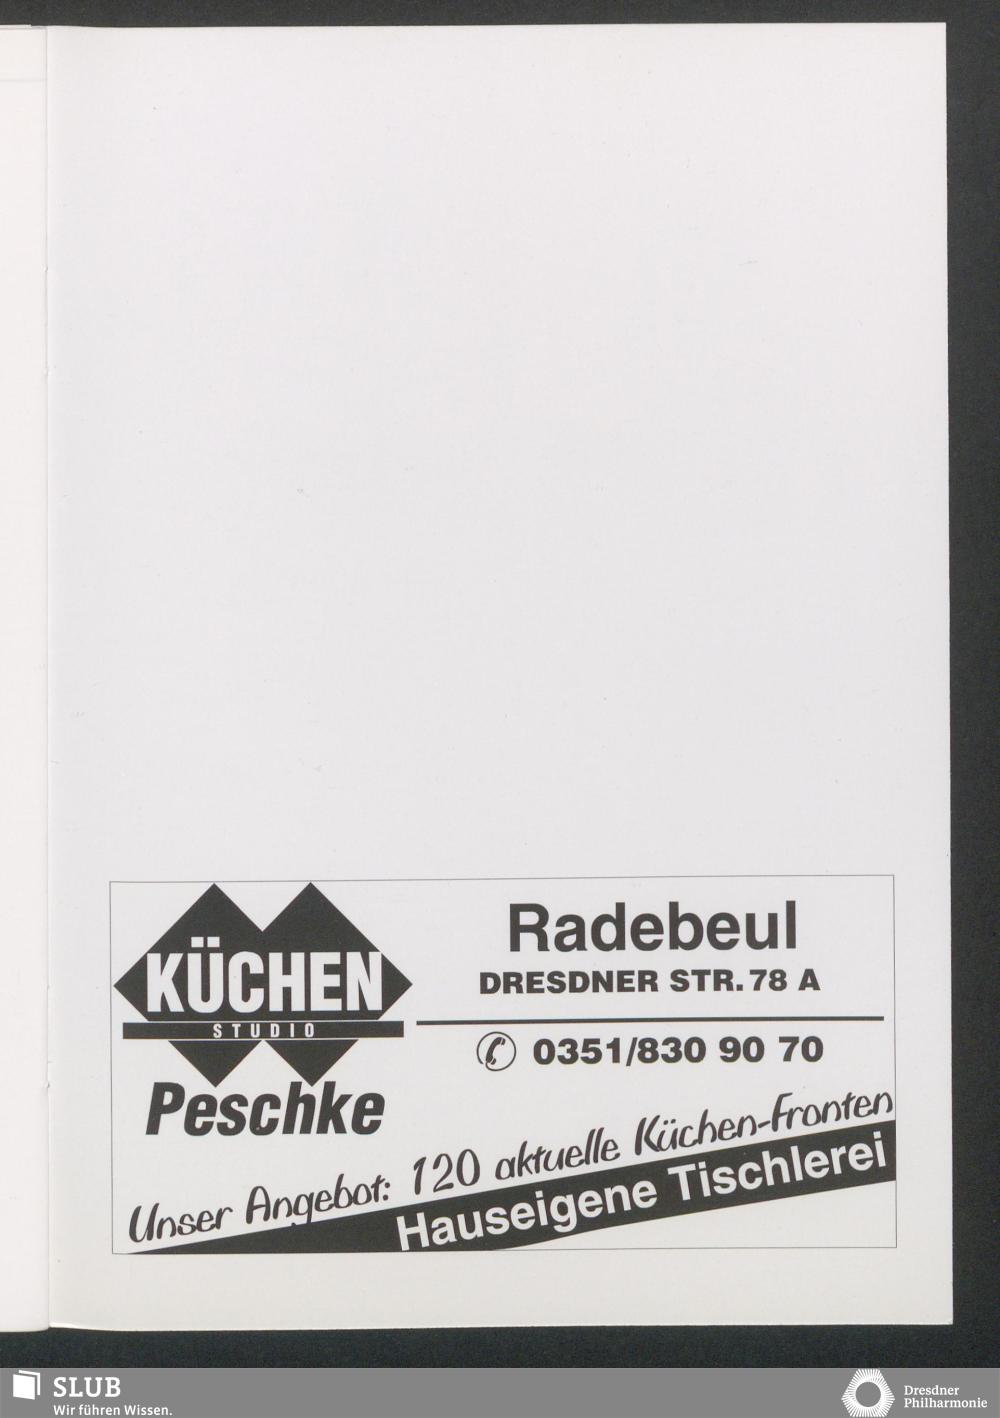 KÜCHEN
STUDIO
Peschke
Radebeul
DRESDNER STR. 78 A
0351/830 90 70
Unser Angebot: 120 aktuelle Küchen-Fronten
Hauseigene Tischlerei
SLUB
Wir führen Wissen.
Dresdner
Philharmonie